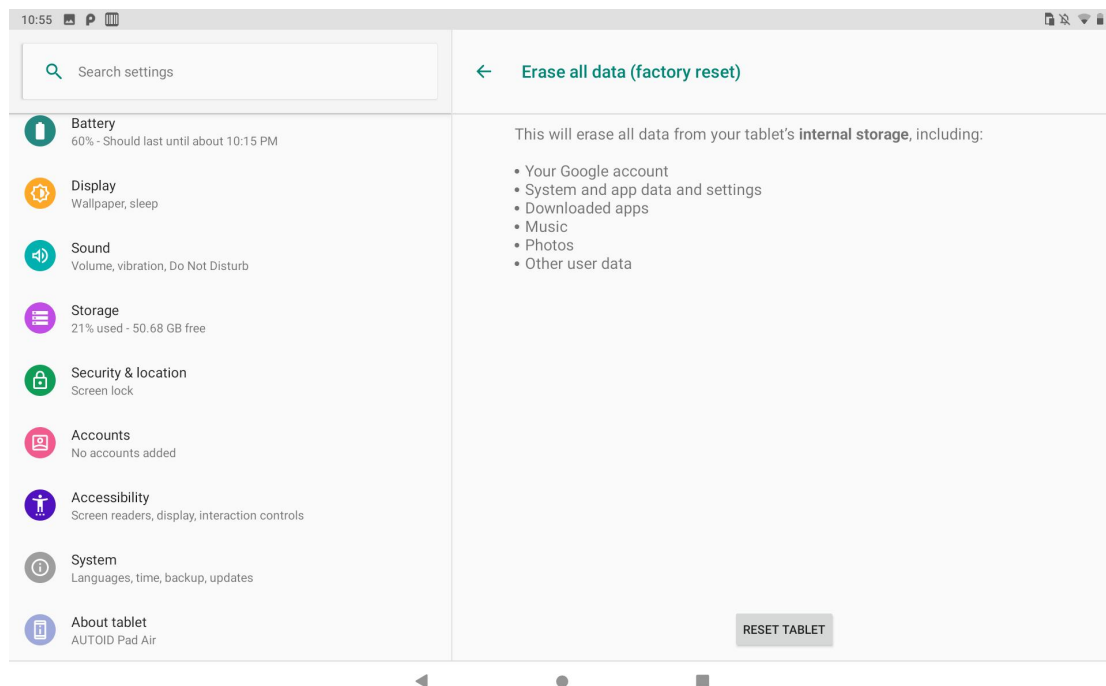 10:55
Search settings
Battery
60% - Should last until about 10:15 PM
Display
Wallpaper, sleep
Sound
Volume, vibration, Do Not Disturb
Storage
21% used - 50.68 GB free
Security & location
Screen lock
Accounts
No accounts added
Accessibility
Screen readers, display, interaction controls
System
Languages, time, backup, updates
About tablet
AUTOID Pad Air
Erase all data (factory reset)
This will erase all data from your tablet's internal storage, including:
• Your Google account
• System and app data and settings
• Downloaded apps
• Music
• Photos
• Other user data
RESET TABLET